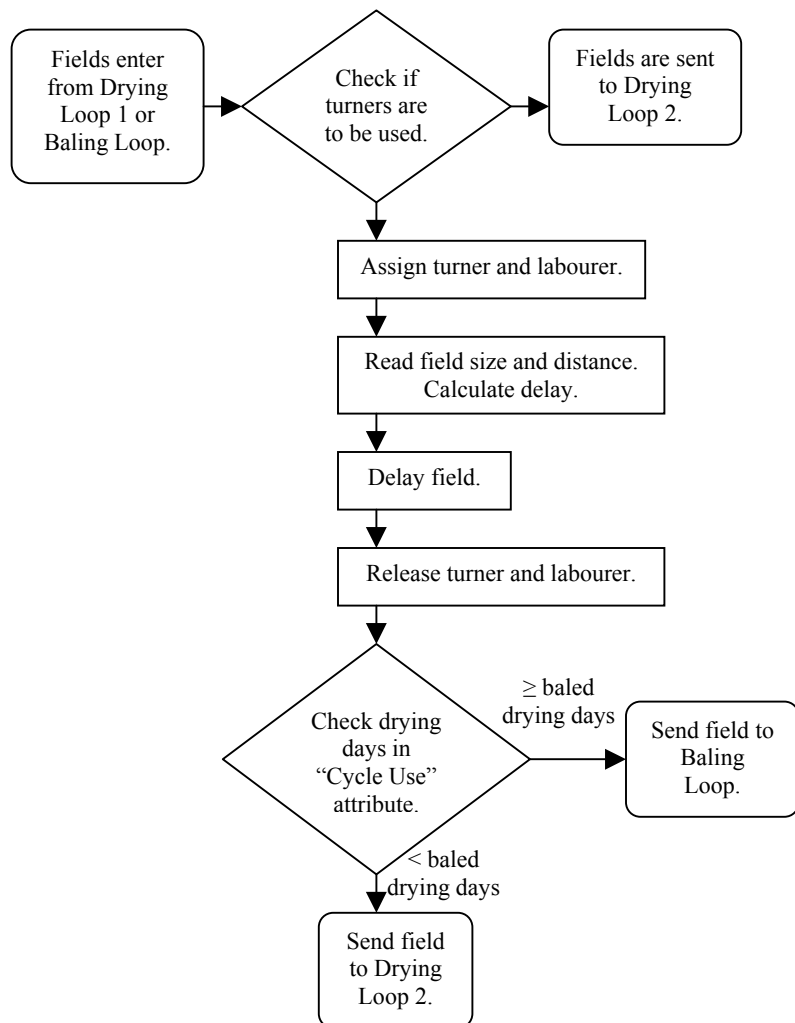 Fields enter
from Drying
Loop 1 or
Baling Loop.
Check if
turners are
to be used.
Fields are sent
to Drying
Loop 2.
Assign turner and labourer.
Read field size and distance.
Calculate delay.
Delay field.
Release turner and labourer.
Check drying
days in
“Cycle Use”
attribute.
≥ baled
drying days
Send field to
Baling
Loop.
< baled
drying days
Send field
to Drying
Loop 2.